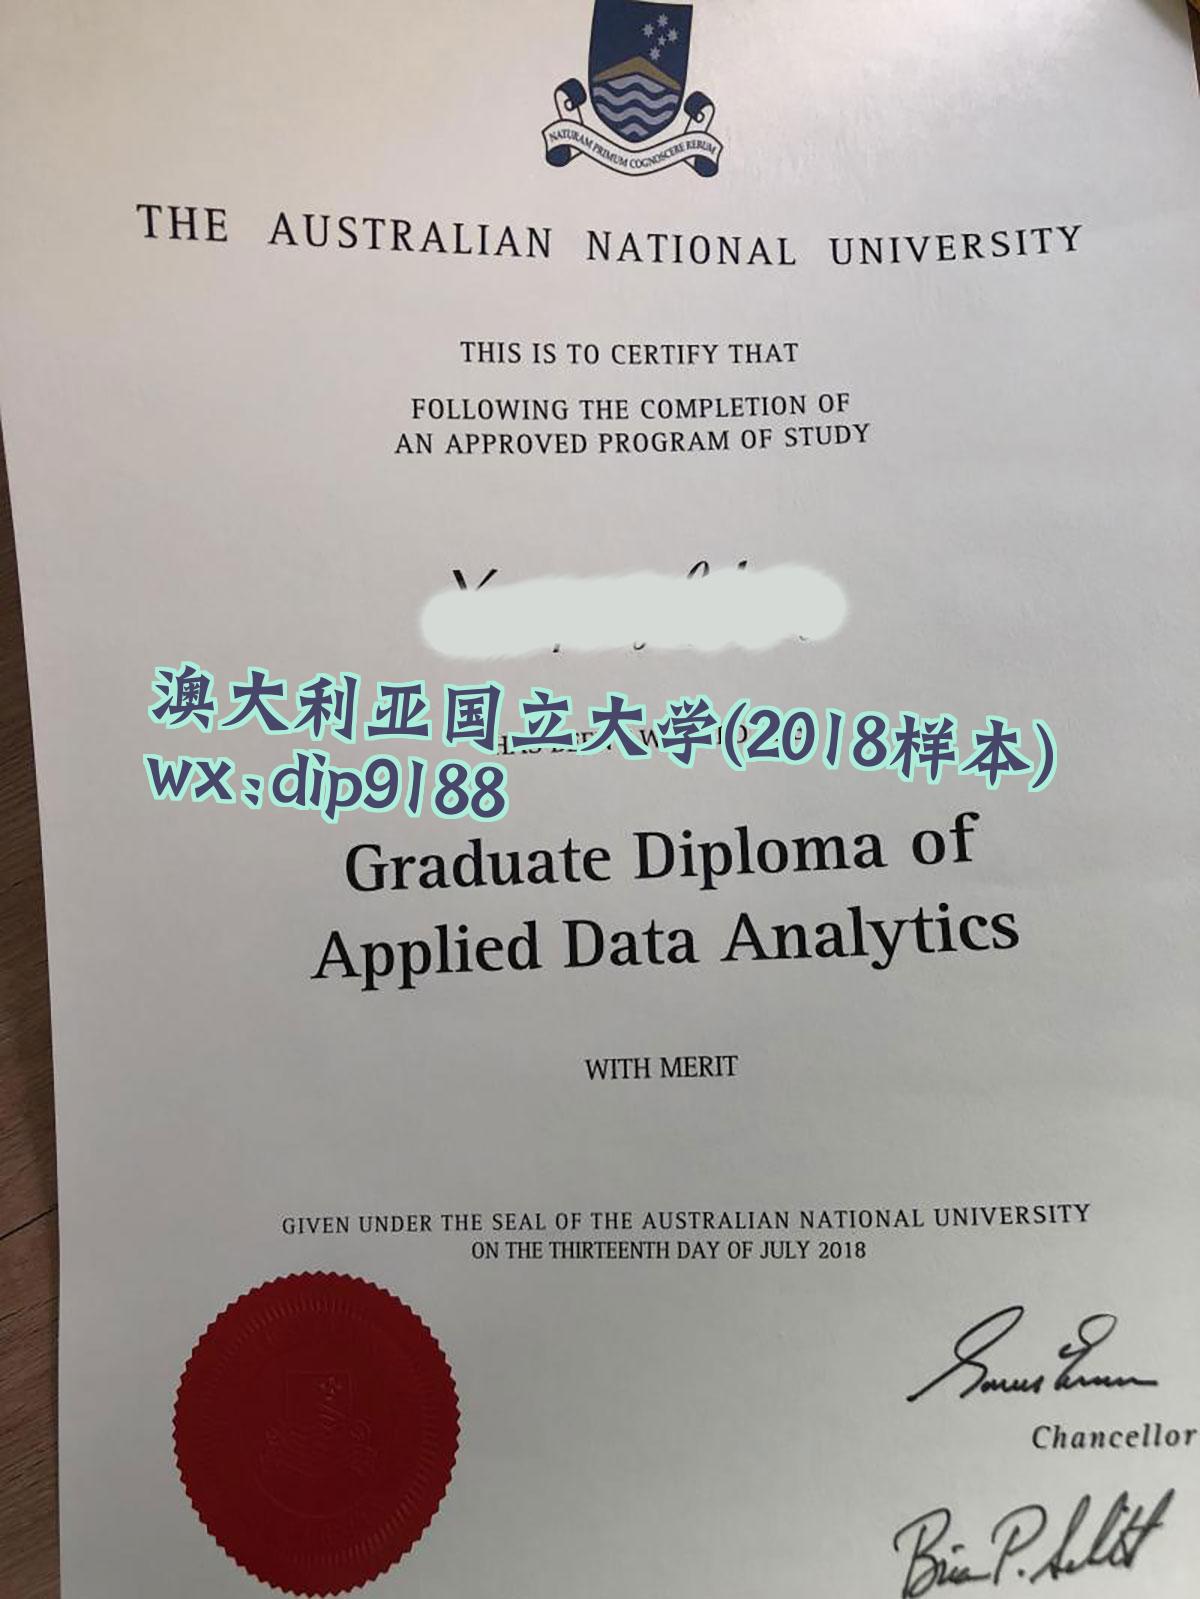 NATURAM PRIMUM COGNOSCERE RERUM
THE AUSTRALIAN NATIONAL UNIVERSITY
THIS IS TO CERTIFY THAT
FOLLOWING THE COMPLETION OF
AN APPROVED PROGRAM OF STUDY
澳大利亚国立大学(2018样本)
wx:dip9188
Graduate Diploma of
Applied Data Analytics
WITH MERIT
GIVEN UNDER THE SEAL OF THE AUSTRALIAN NATIONAL UNIVERSITY
ON THE THIRTEENTH DAY OF JULY 2018
Chancellor